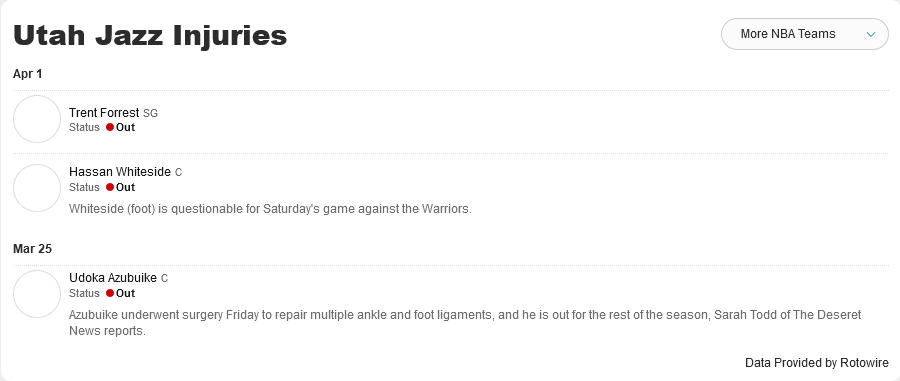 Utah Jazz Injuries
More NBA Teams
Apr 1
Trent Forrest SG
Status Out
Hassan Whiteside C
Status Out
Whiteside (foot) is questionable for Saturday's game against the Warriors.
Mar 25
Udoka Azubuike C
Status Out
Azubuike underwent surgery Friday to repair multiple ankle and foot ligaments, and he is out for the rest of the season, Sarah Todd of The Deseret
News reports.
Data Provided by Rotowire